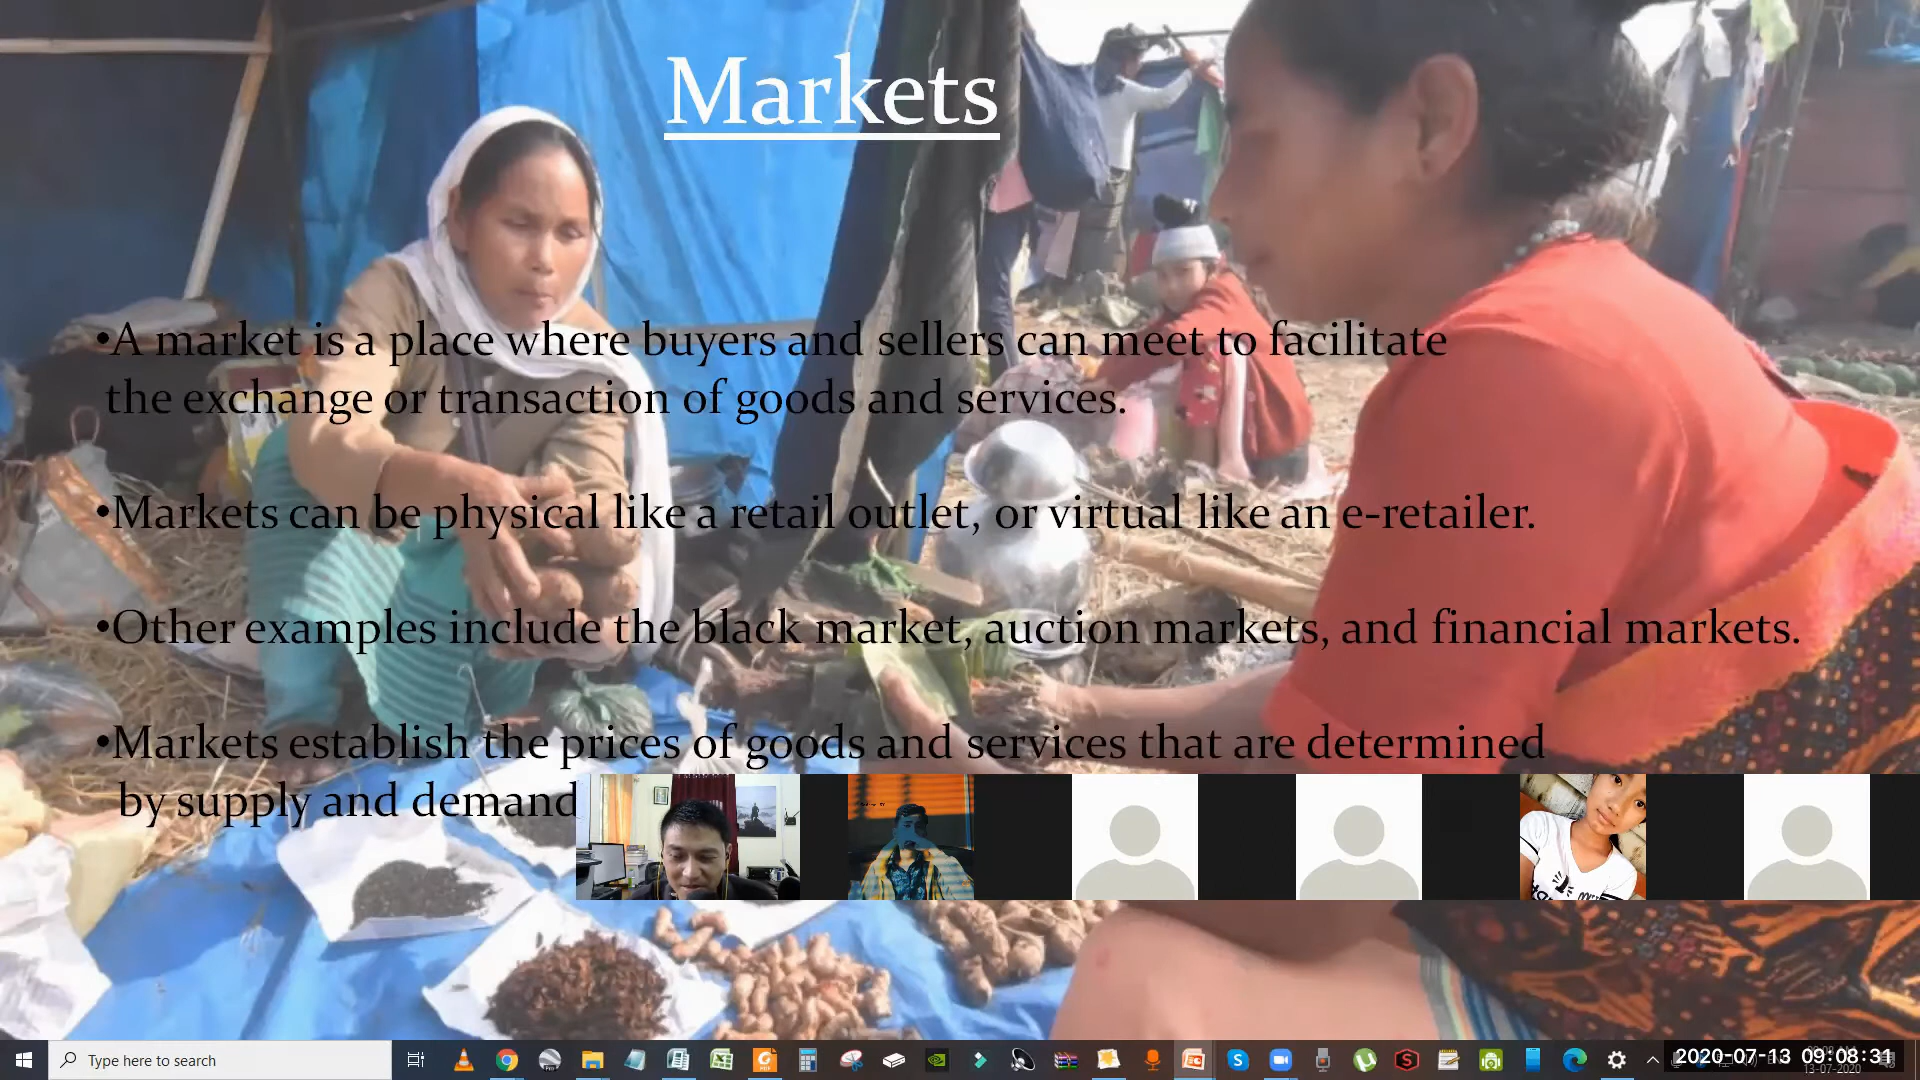 Markets
•A market is a place where buyers and sellers can meet to facilitate
the exchange or transaction of goods and services.
•Markets can be physical like a retail outlet, or virtual like an e-retailer.
•Other examples include the black market, auction markets, and financial markets.
•Markets establish the prices of goods and services that are determined
by supply and demand
Type here to search
2020-07-13 09:08:31
13-07-2020